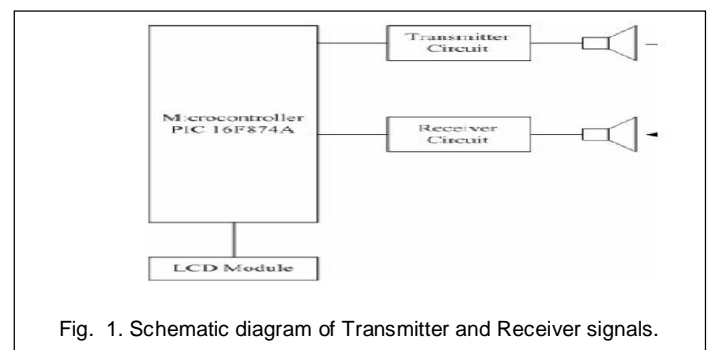 Transmitter
Circuit
Microcontroller
PIC 16F874A
Receiver
Circuit
LCD Module
Fig. 1. Schematic diagram of Transmitter and Receiver signals.